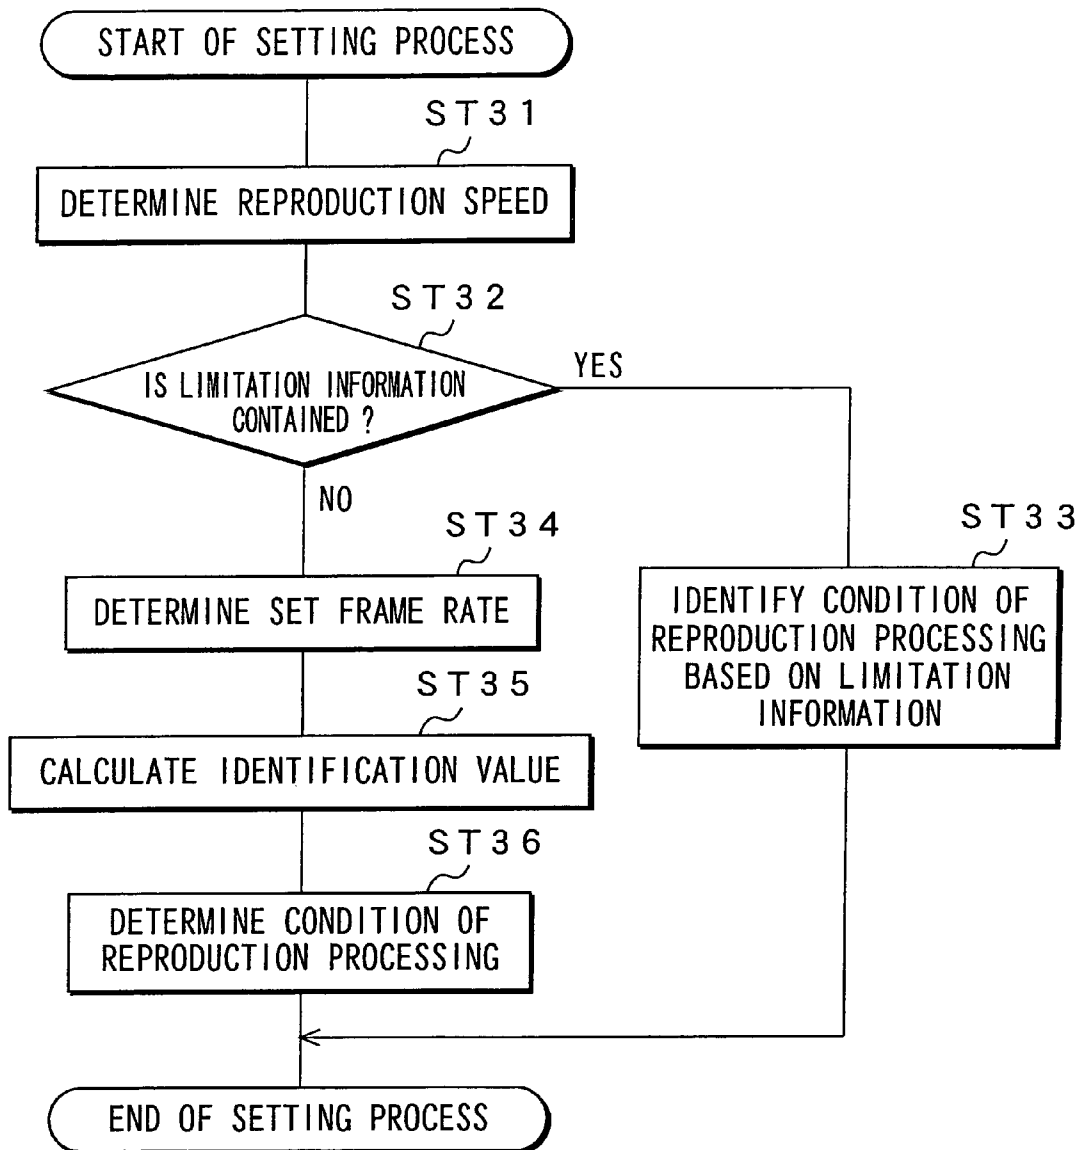 START OF SETTING PROCESS
ST31
DETERMINE REPRODUCTION SPEED
ST32
IS LIMITATION INFORMATION
CONTAINED ?
YES
NO
ST34
DETERMINE SET FRAME RATE
ST33
IDENTIFY CONDITION OF
REPRODUCTION PROCESSING
BASED ON LIMITATION
INFORMATION
ST35
CALCULATE IDENTIFICATION VALUE
ST36
DETERMINE CONDITION OF
REPRODUCTION PROCESSING
END OF SETTING PROCESS